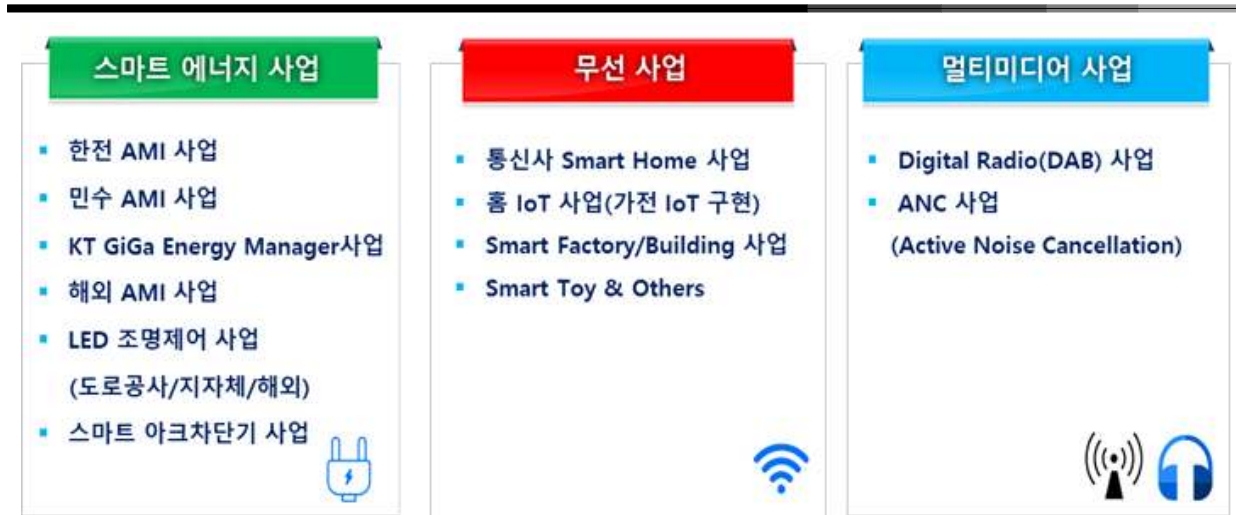 스마트 에너지 사업
한전 AMI 사업
민수 AMI 사업
KT GiGa Energy Manager사업
해외 AMI 사업
LED 조명제어 사업
(도로공사/지자체/해외)
스마트 아크차단기 사업
무선 사업
통신사 Smart Home 사업
홈 IoT 사업(가전 IoT 구현)
Smart Factory/Building 사업
Smart Toy & Others
멀티미디어 사업
Digital Radio(DAB) 사업
ANC 사업
(Active Noise Cancellation)